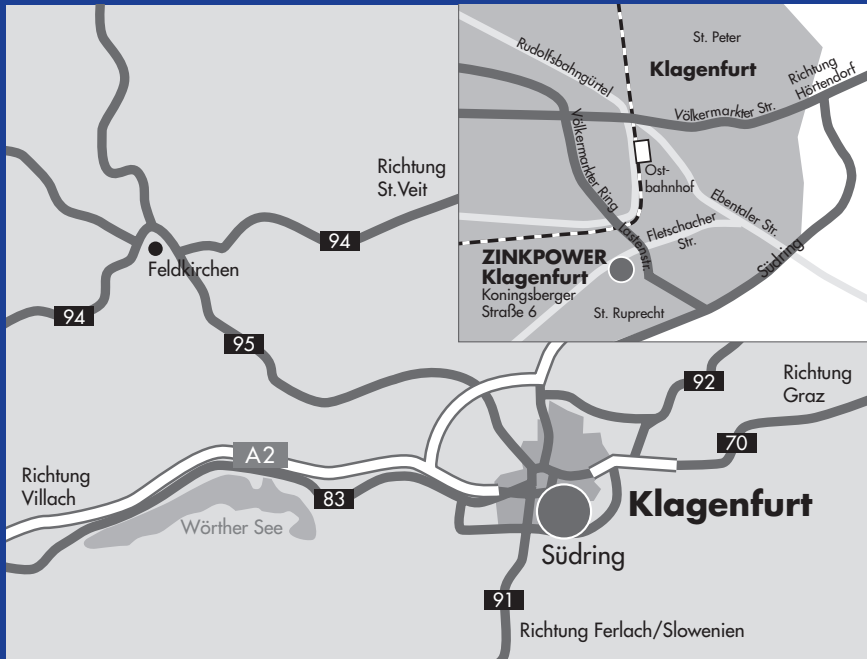 St. Peter
Klagenfurt
Richtung
Hörtendorf
Rudolfsbahngürtel
Völkermarkter Str.
Völkermarkter Ring
Ost-
bahnhof
Ebentaler Str.
Fletschacher
Str.
Lastenstr.
Südring
ZINKPOWER
Klagenfurt
Koningsberger
Straße 6
St. Ruprecht
Richtung
St.Veit
94
Feldkirchen
94
95
92
Richtung
Graz
70
A2
Richtung
Villach
83
Wörther See
Klagenfurt
Südring
91
Richtung Ferlach/Slowenien